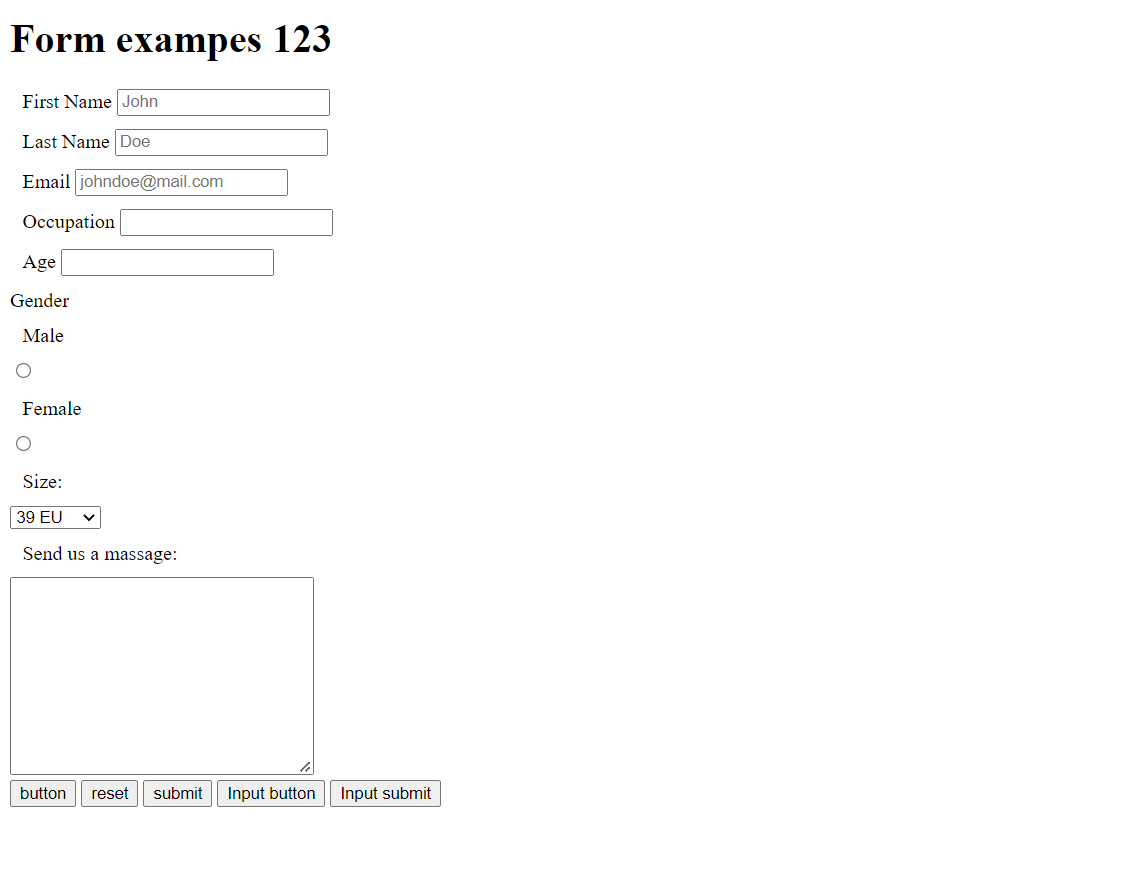 Form exampes 123
First Name John
Last Name Doe
Email johndoe@mail.com
Occupation
Age
Gender
Male
Female
Size:
39 EU
Send us a massage:
button reset submit Input button Input submit